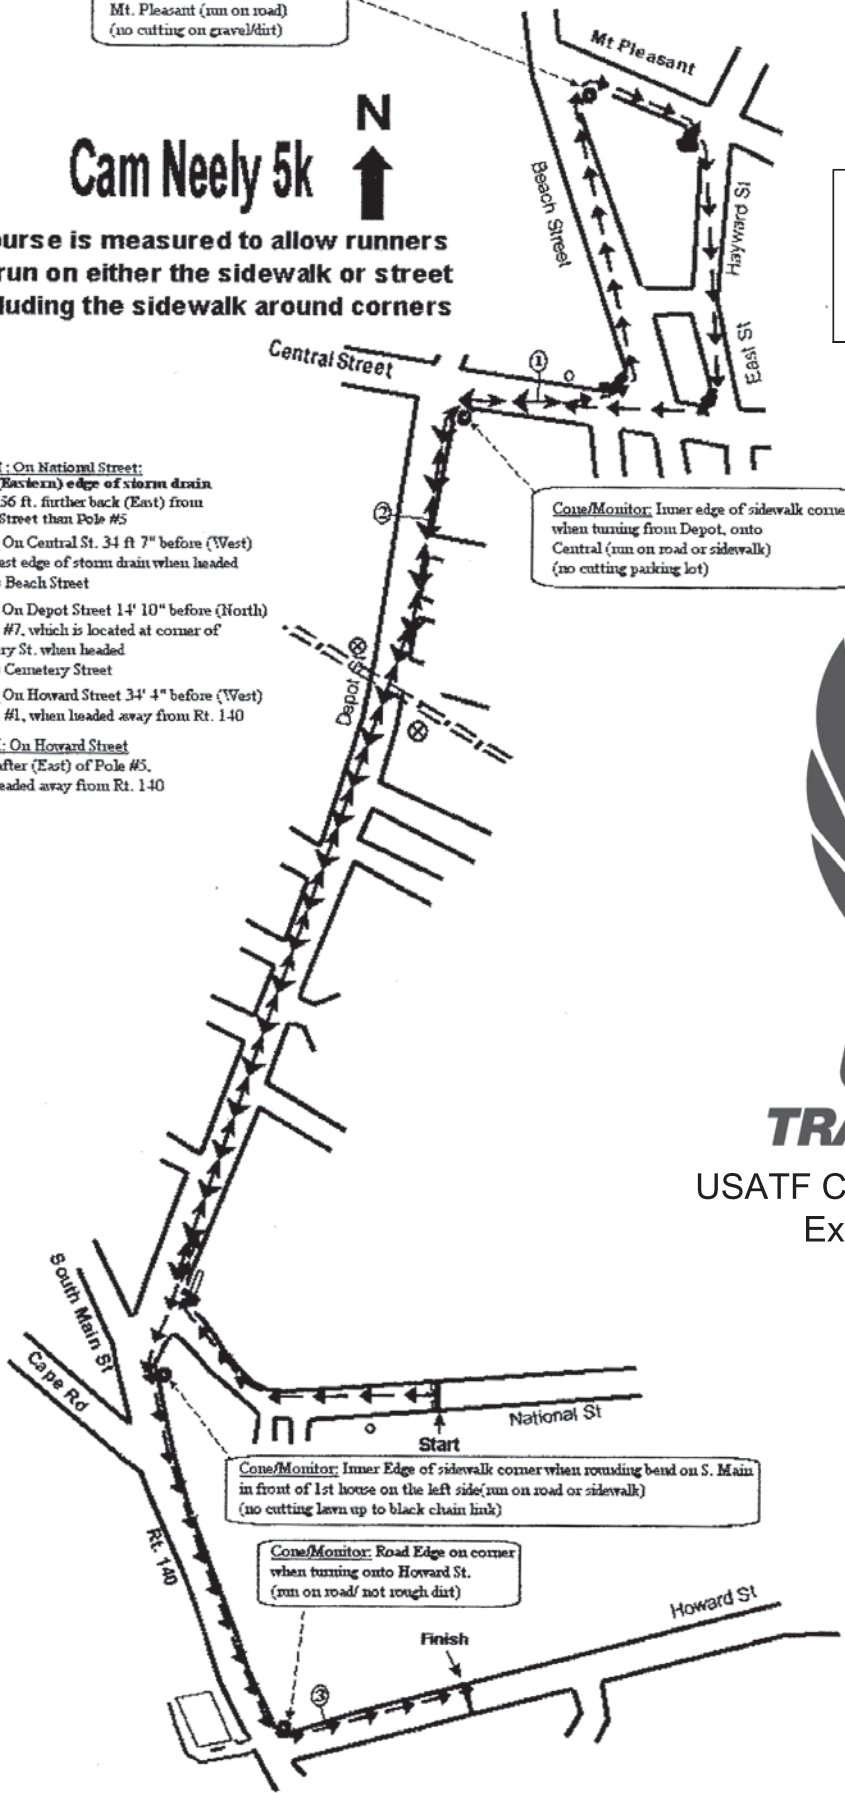 Mt. Pleasant (run on road)
(no cutting on gravel/dirt)
Mt Pleasant
N
Cam Neely 5k
ourse is measured to allow runners
run on either the sidewalk or street
luding the sidewalk around corners
Beach Street
Hayward St
East St
Central Street
1
: On National Street:
(Eastern) edge of storm drain
56 ft. further back (East) from
Street than Pole #5
On Central St. 34 ft 7" before (West)
est edge of storm drain when headed
Beach Street
On Depot Street 14' 10" before (North)
#7, which is located at corner of
ry St. when headed
Cemetery Street
On Howard Street 34' 4" before (West)
#1, when headed away from Rt. 140
: On Howard Street
after (East) of Pole #5,
eaded away from Rt. 140
2
Cone/Monitor: Inner edge of sidewalk corne
when turning from Depot, onto
Central (run on road or sidewalk)
(no cutting parking lot)
Depot St
TRA
USATF C
Ex
South Main St
Cape Rd
National St
Start
Cone/Monitor: Inner Edge of sidewalk corner when rounding bend on S. Main
in front of 1st house on the left side(run on road or sidewalk)
(no cutting lawn up to black chain link)
Rt. 140
Cone/Monitor: Road Edge on corner
when turning onto Howard St.
(run on road/ not rough dirt)
Howard St
Finish
3